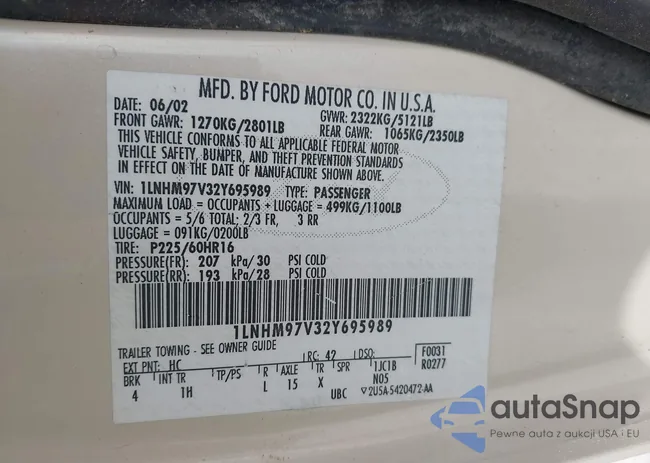 MFD. BY FORD MOTOR CO. IN U.S.A.
DATE: 06/02 GVWR: 2322KG/5121LB
FRONT GAWR: 1270KG/2801LB REAR GAWR: 1065KG/2350LB
THIS VEHICLE CONFORMS TO ALL APPLICABLE FEDERAL MOTOR
VEHICLE SAFETY, BUMPER, AND THEFT PREVENTION STANDARDS
IN EFFECT ON THE DATE OF MANUFACTURE SHOWN ABOVE.
VIN: 1LNHM97V32Y695989 TYPE: PASSENGER
MAXIMUM LOAD = OCCUPANTS + LUGGAGE = 499KG/1100LB
OCCUPANTS = 5/6 TOTAL; 2/3 FR, 3 RR
LUGGAGE = 091KG/0200LB
TIRE: P225/60HR16
PRESSURE(FR) = 207 kPa/30 PSI COLD
PRESSURE(RR) = 193 kPa/28 PSI COLD
1LNHM97V32Y695989
TRAILER TOWING - SEE OWNER GUIDE
EXT PNT: HC RC: 42 DSO: F0031
BRK INT TR TP/PS R AXLE TR SPR 1JC1B R0277
4 1H L 15 X N05
UBC 2U5A-5420472-AA
autoSnap
Pewne auta z aukcji USA i EU